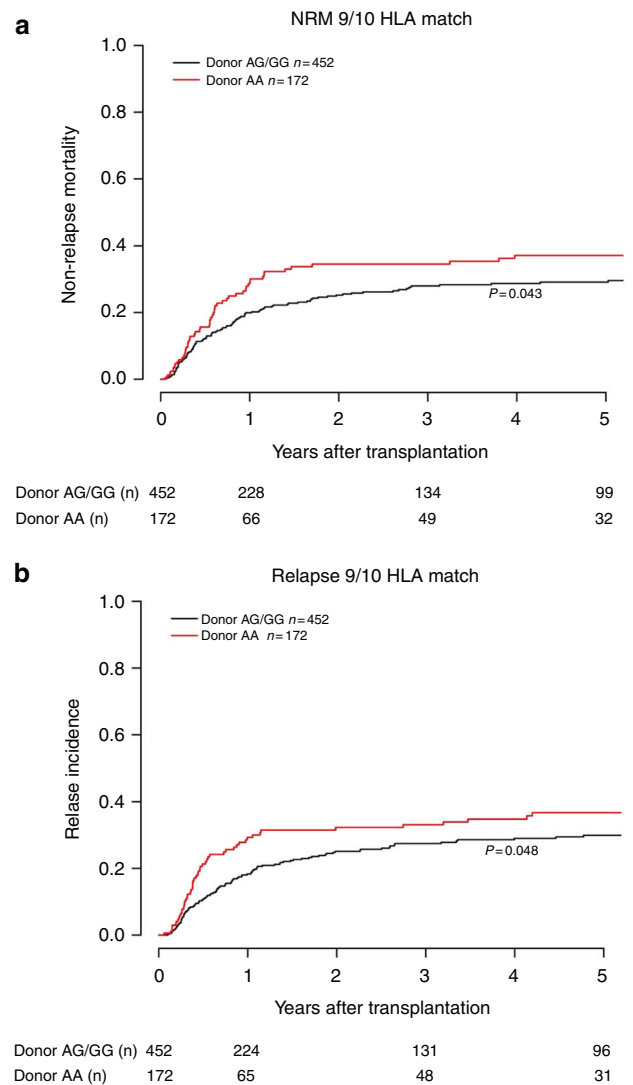 a
NRM 9/10 HLA match
1.0
0.8
0.6
0.4
0.2
0.0
Non-relapse mortality
Donor AG/GG n=452
Donor AA n=172
P=0.043
0 1 2 3 4 5
Years after transplantation
Donor AG/GG (n) 452 228 134 99
Donor AA (n) 172 66 49 32
b
Relapse 9/10 HLA match
1.0
0.8
0.6
0.4
0.2
0.0
Relase incidence
Donor AG/GG n=452
Donor AA n=172
P=0.048
0 1 2 3 4 5
Years after transplantation
Donor AG/GG (n) 452 224 131 96
Donor AA (n) 172 65 48 31